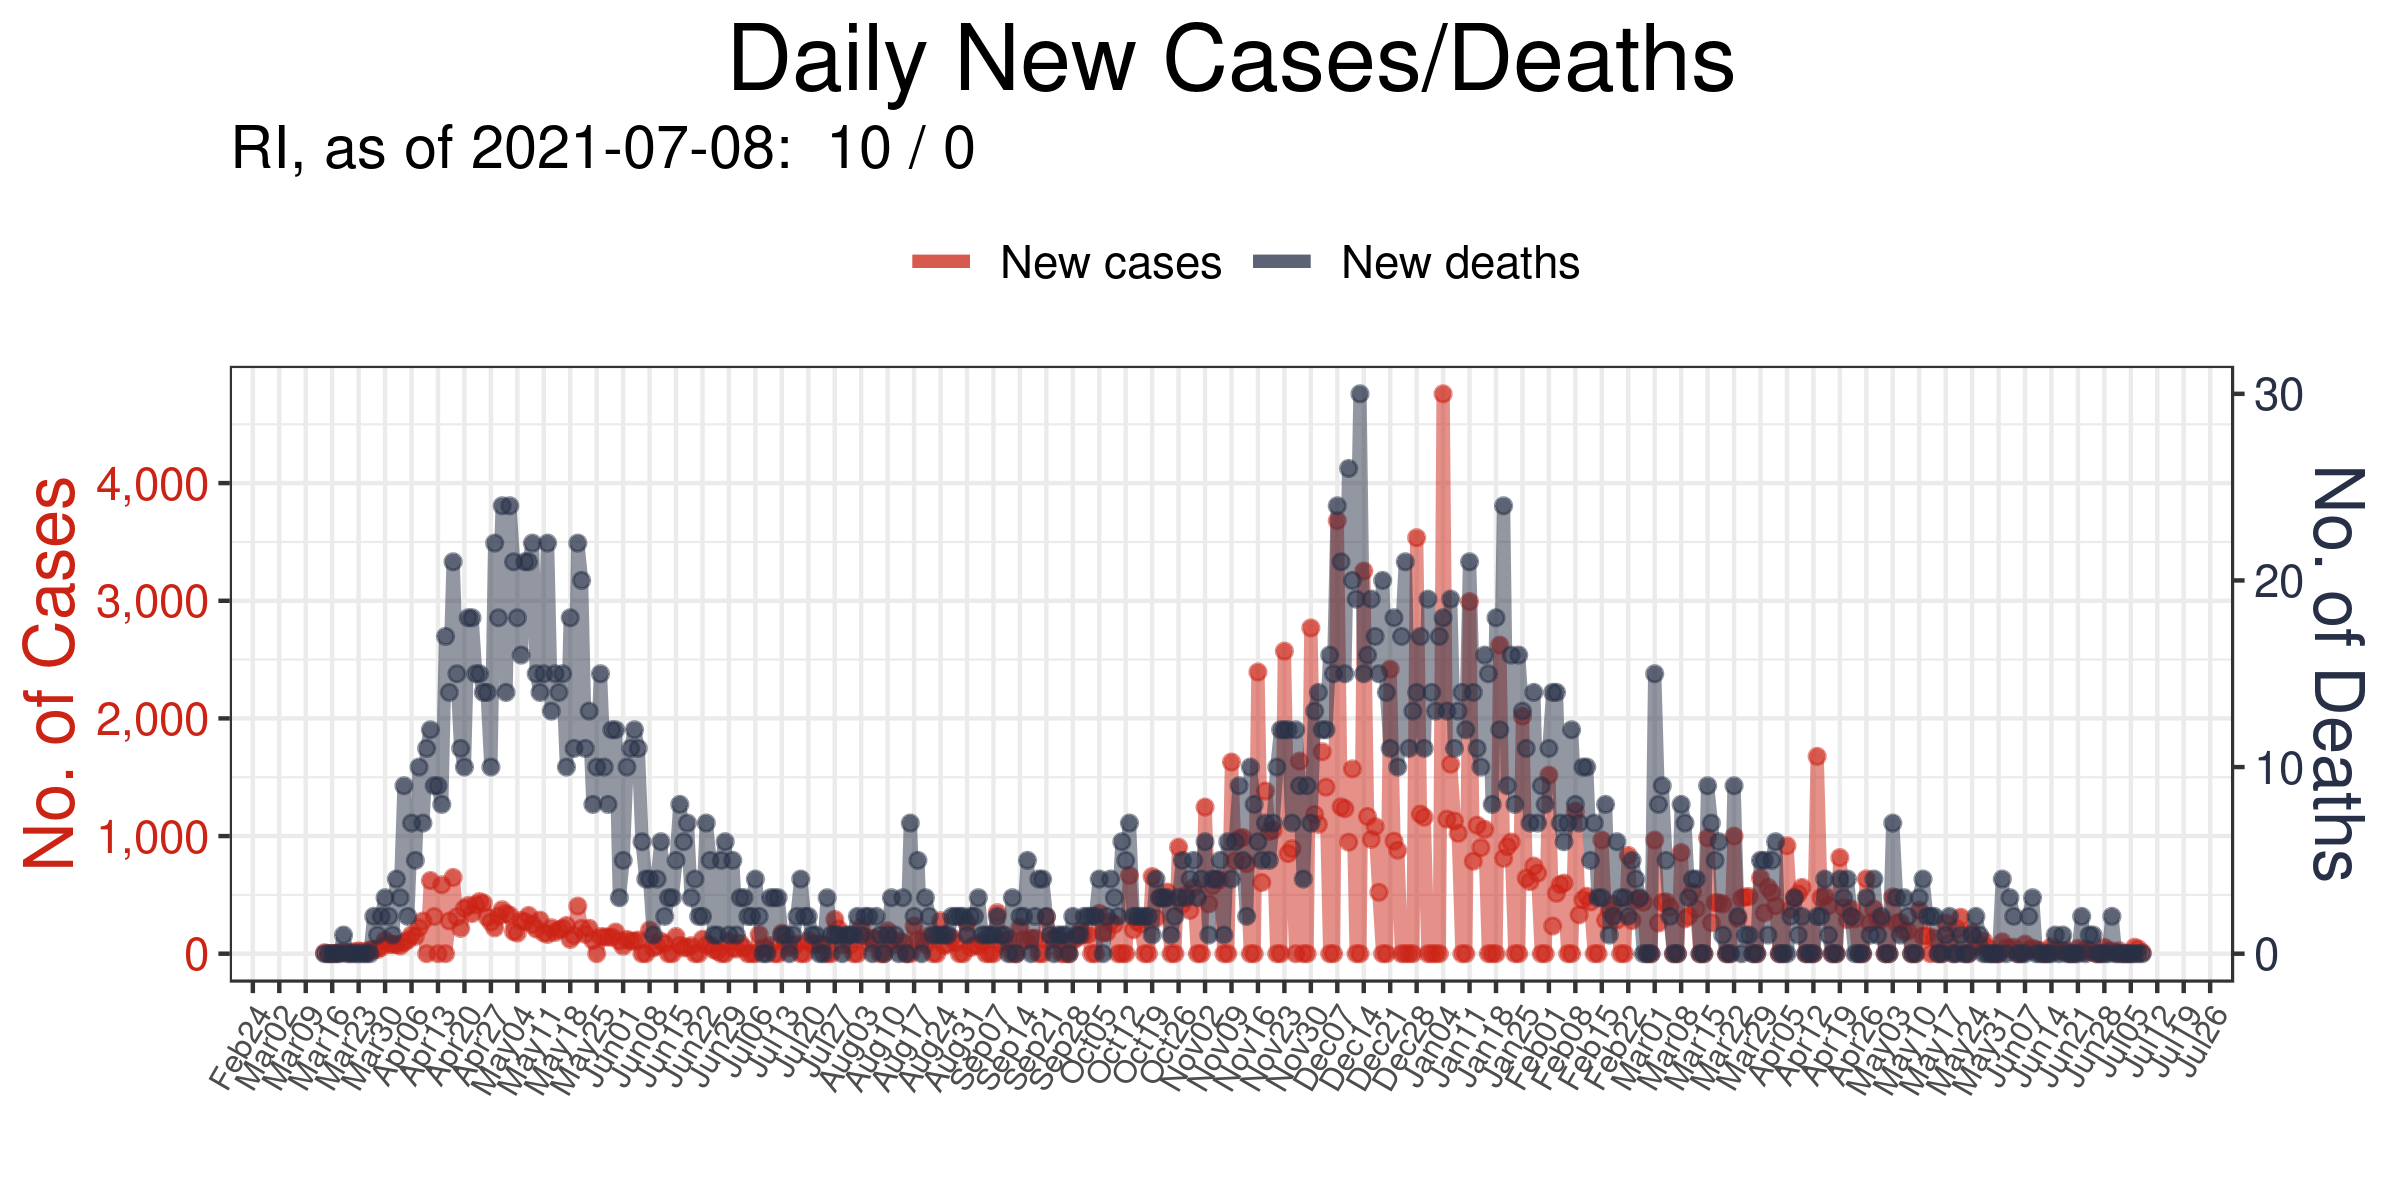 Daily New Cases/Deaths
RI, as of 2021-07-08:  10 / 0
New cases
New deaths
No. of Cases
4,000
3,000
2,000
1,000
0
30
20
10
0
No. of Deaths
Feb24
Mar02
Mar09
Mar16
Mar23
Mar30
Apr06
Apr13
Apr20
Apr27
May04
May11
May18
May25
Jun01
Jun08
Jun15
Jun22
Jun29
Jul06
Jul13
Jul20
Jul27
Aug03
Aug10
Aug17
Aug24
Aug31
Sep07
Sep14
Sep21
Sep28
Oct05
Oct12
Oct19
Oct26
Nov02
Nov09
Nov16
Nov23
Nov30
Dec07
Dec14
Dec21
Dec28
Jan04
Jan11
Jan18
Jan25
Feb01
Feb08
Feb15
Feb22
Mar01
Mar08
Mar15
Mar22
Mar29
Apr05
Apr12
Apr19
Apr26
May03
May10
May17
May24
May31
Jun07
Jun14
Jun21
Jun28
Jul05
Jul12
Jul19
Jul26